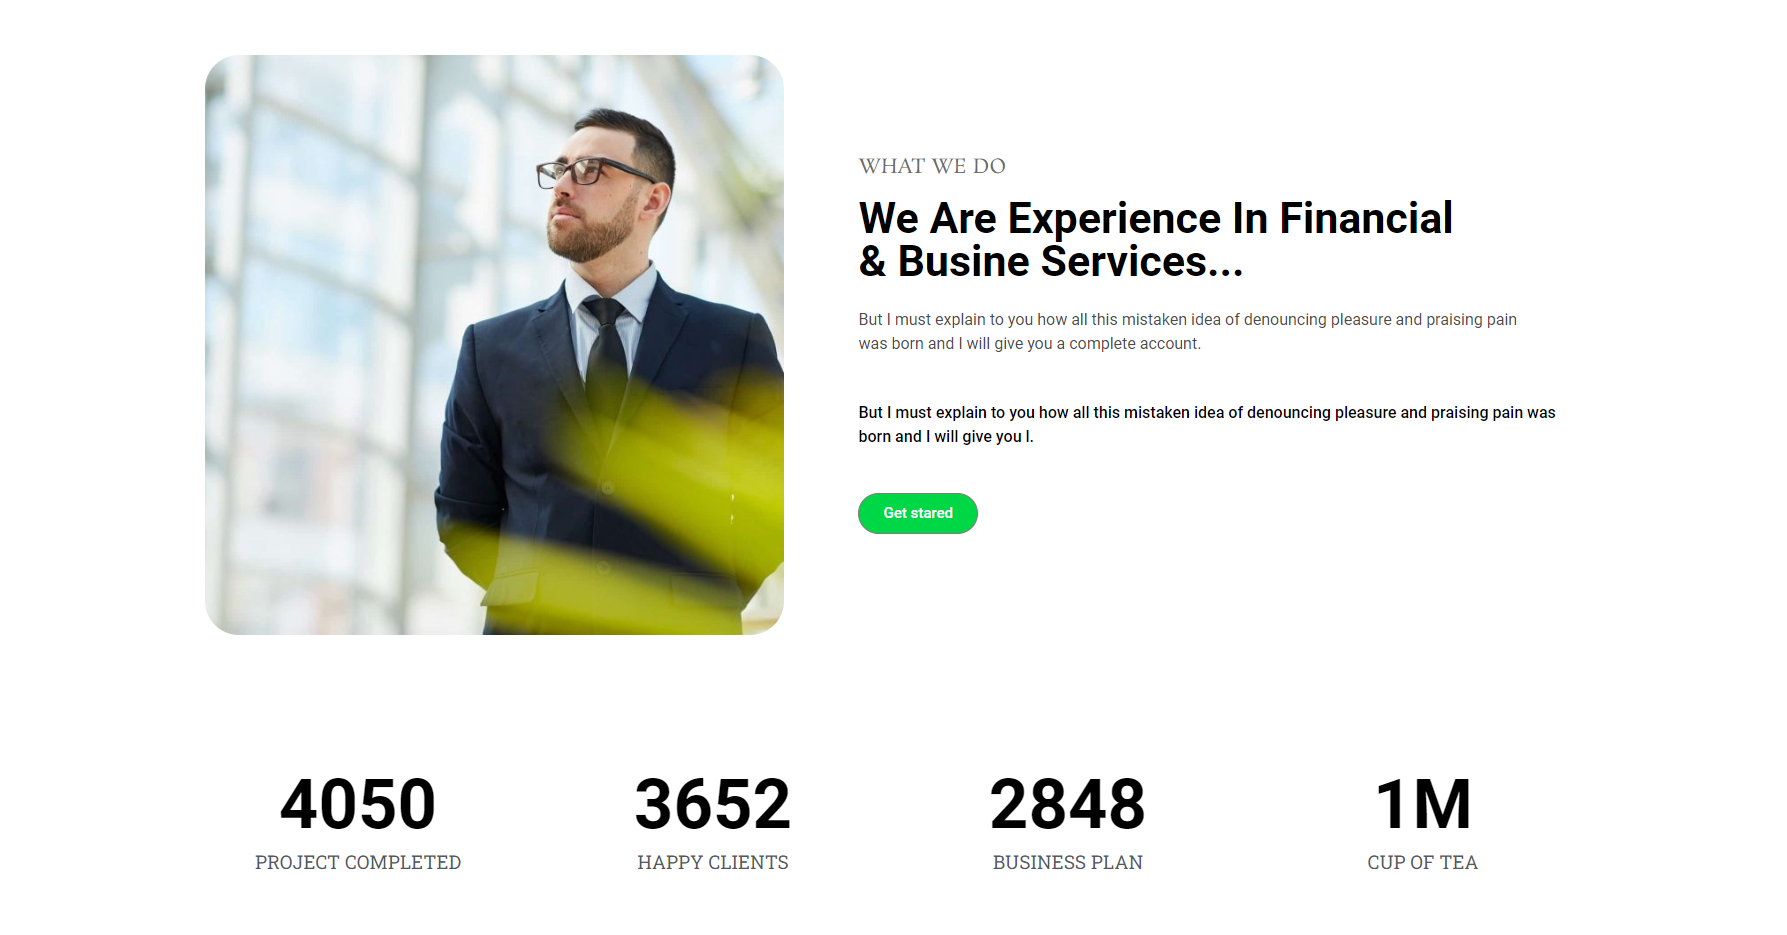 WHAT WE DO
We Are Experience In Financial
& Busine Services...
But I must explain to you how all this mistaken idea of denouncing pleasure and praising pain
was born and I will give you a complete account.
But I must explain to you how all this mistaken idea of denouncing pleasure and praising pain was
born and I will give you I.
Get stared
4050
PROJECT COMPLETED
3652
HAPPY CLIENTS
2848
BUSINESS PLAN
1M
CUP OF TEA